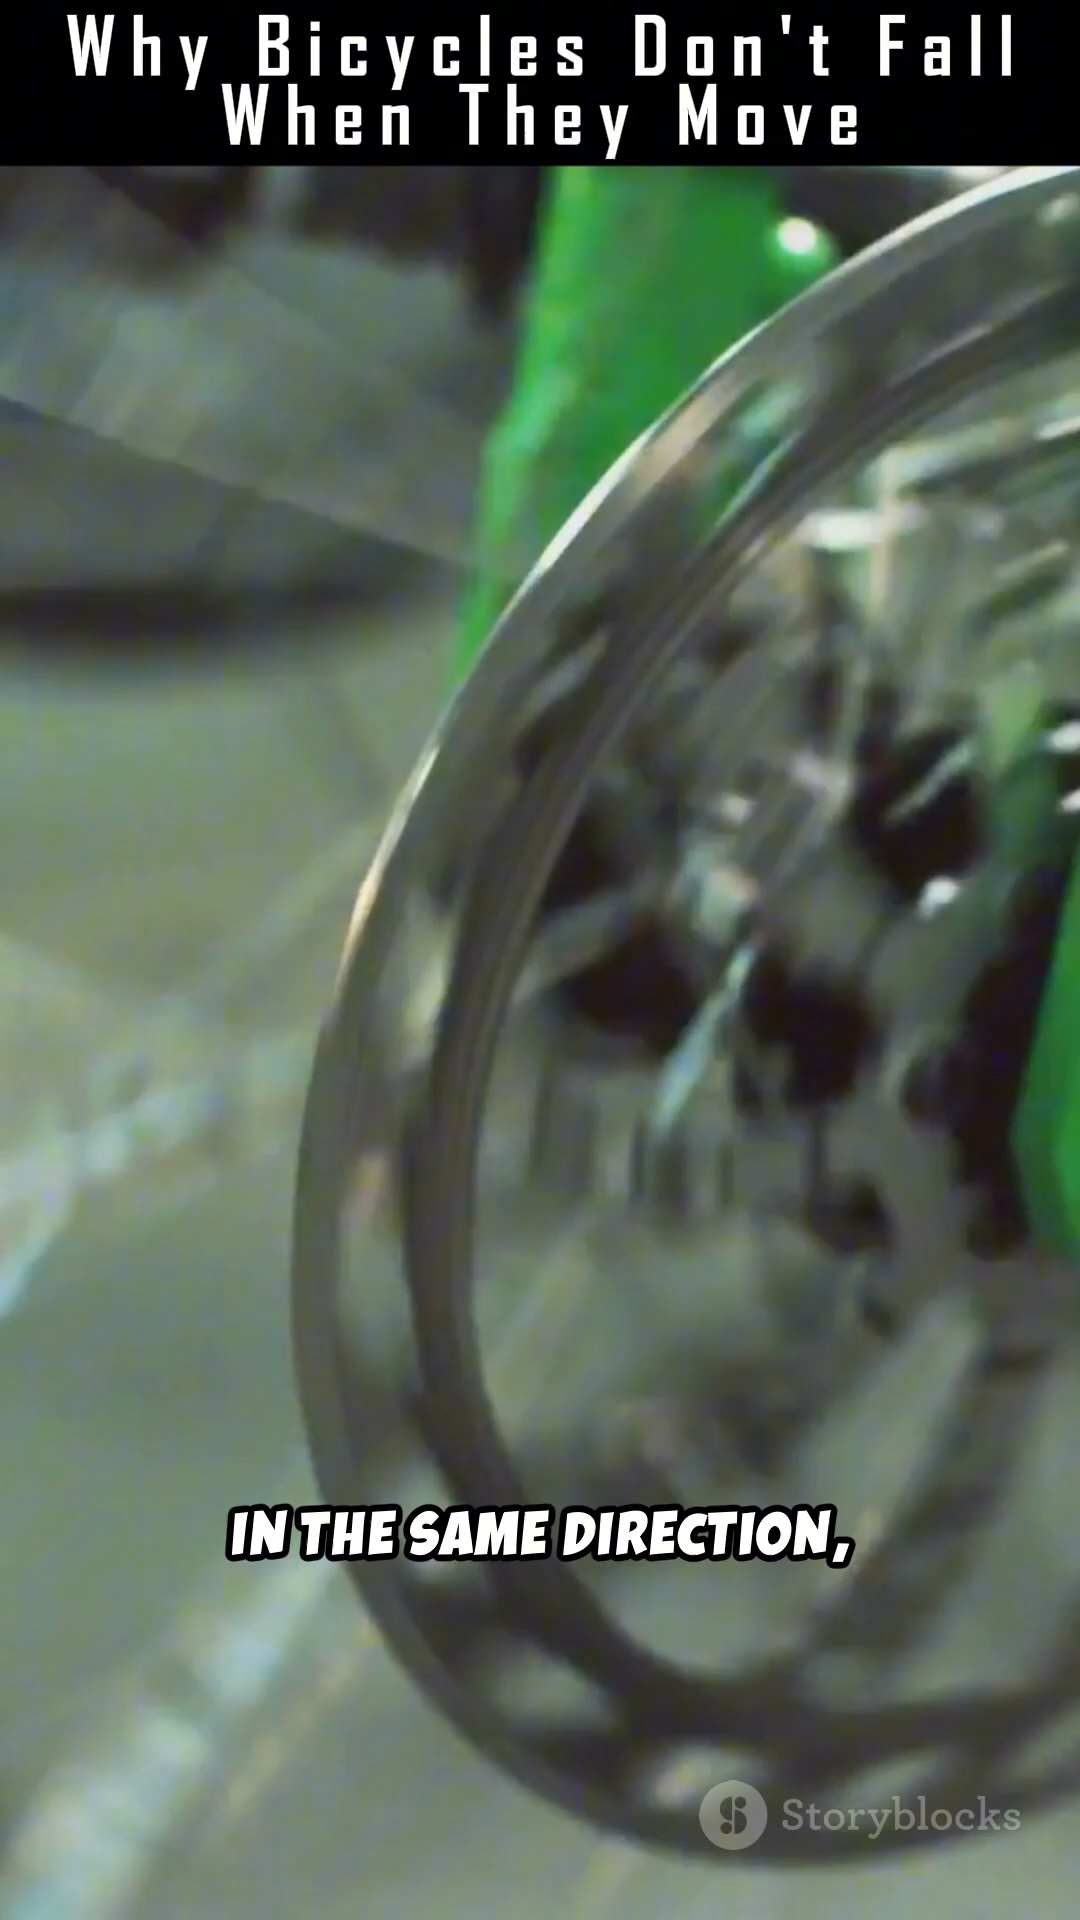 Why Bicycles Don't Fall
When They Move
IN THE SAME DIRECTION,
Storyblocks